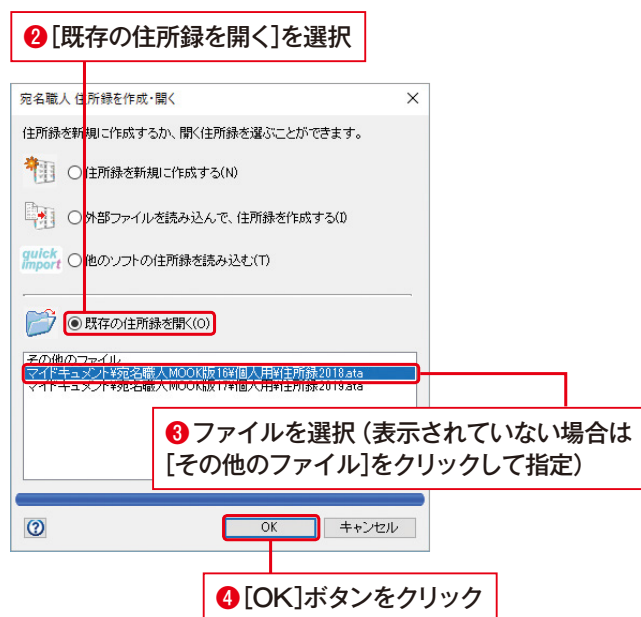 ❷[既存の住所録を開く]を選択
宛名職人 住所録を作成・開く
住所録を新規に作成するか、開く住所録を選ぶことができます。
住所録を新規に作成する(N)
外部ファイルを読み込んで、住所録を作成する(I)
quick
import
他のソフトの住所録を読み込む(T)
既存の住所録を開く(O)
その他のファイル
マイドキュメント¥宛名職人MOOK版16¥個人用¥住所録2018.ata
マイドキュメント¥宛名職人MOOK版17¥個人用¥住所録2019.ata
❸ファイルを選択(表示されていない場合は
[その他のファイル]をクリックして指定)
OK
キャンセル
❹[OK]ボタンをクリック